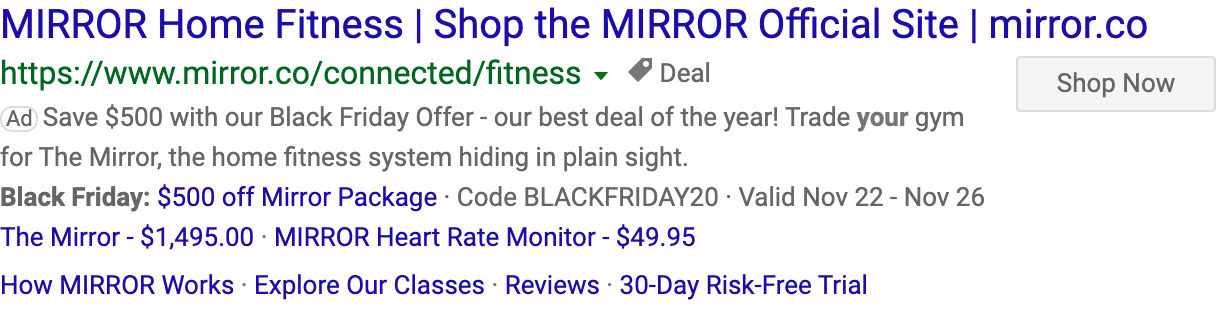 MIRROR Home Fitness | Shop the MIRROR Official Site | mirror.co
https://www.mirror.co/connected/fitness Deal
Shop Now
Ad Save $500 with our Black Friday Offer - our best deal of the year! Trade your gym
for The Mirror, the home fitness system hiding in plain sight.
Black Friday: $500 off Mirror Package · Code BLACKFRIDAY20 · Valid Nov 22 - Nov 26
The Mirror - $1,495.00 · MIRROR Heart Rate Monitor - $49.95
How MIRROR Works · Explore Our Classes · Reviews · 30-Day Risk-Free Trial